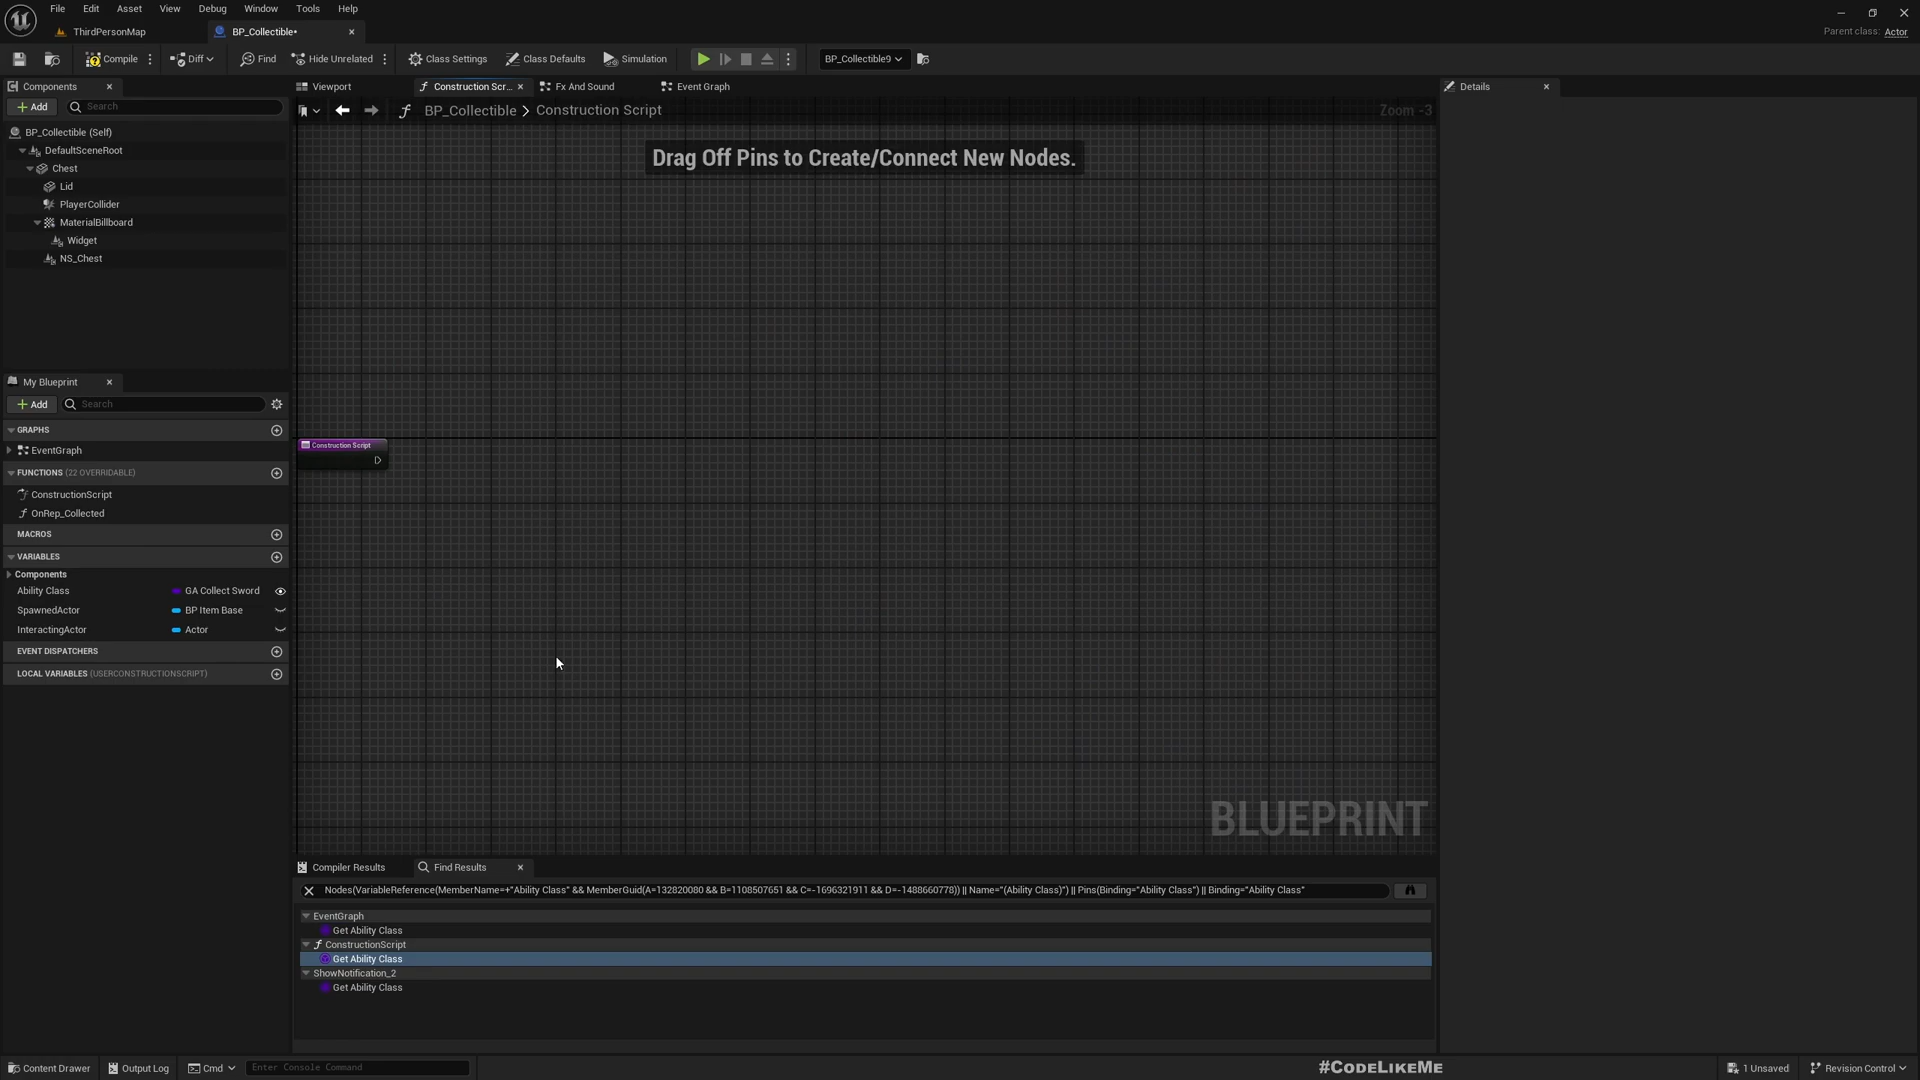 File Edit Asset View Debug Window Tools Help
ThirdPersonMap
BP_Collectible•
Parent class: Actor
Compile
Diff
Find
Hide Unrelated
Class Settings
Class Defaults
Simulation
BP_Collectible9
Components
Add
Search
BP_Collectible (Self)
DefaultSceneRoot
Chest
Lid
PlayerCollider
MaterialBillboard
Widget
NS_Chest
My Blueprint
Add
Search
GRAPHS
EventGraph
FUNCTIONS (22 OVERRIDABLE)
ConstructionScript
OnRep_Collected
MACROS
VARIABLES
Components
Ability Class GA Collect Sword
SpawnedActor BP Item Base
InteractingActor Actor
EVENT DISPATCHERS
LOCAL VARIABLES (USERCONSTRUCTIONSCRIPT)
Viewport
Construction Scr...
Fx And Sound
Event Graph
BP_Collectible > Construction Script
Zoom -3
Drag Off Pins to Create/Connect New Nodes.
Construction Script
BLUEPRINT
Details
Compiler Results
Find Results
Nodes(VariableReference(MemberName=+"Ability Class" && MemberGuid(A=132820080 && B=1108507651 && C=-1696321911 && D=-1488660778)) || Name="(Ability Class)") || Pins(Binding="Ability Class") || Binding="Ability Class"
EventGraph
Get Ability Class
ConstructionScript
Get Ability Class
ShowNotification_2
Get Ability Class
Content Drawer
Output Log
Cmd
Enter Console Command
#CODELIKEME
1 Unsaved
Revision Control